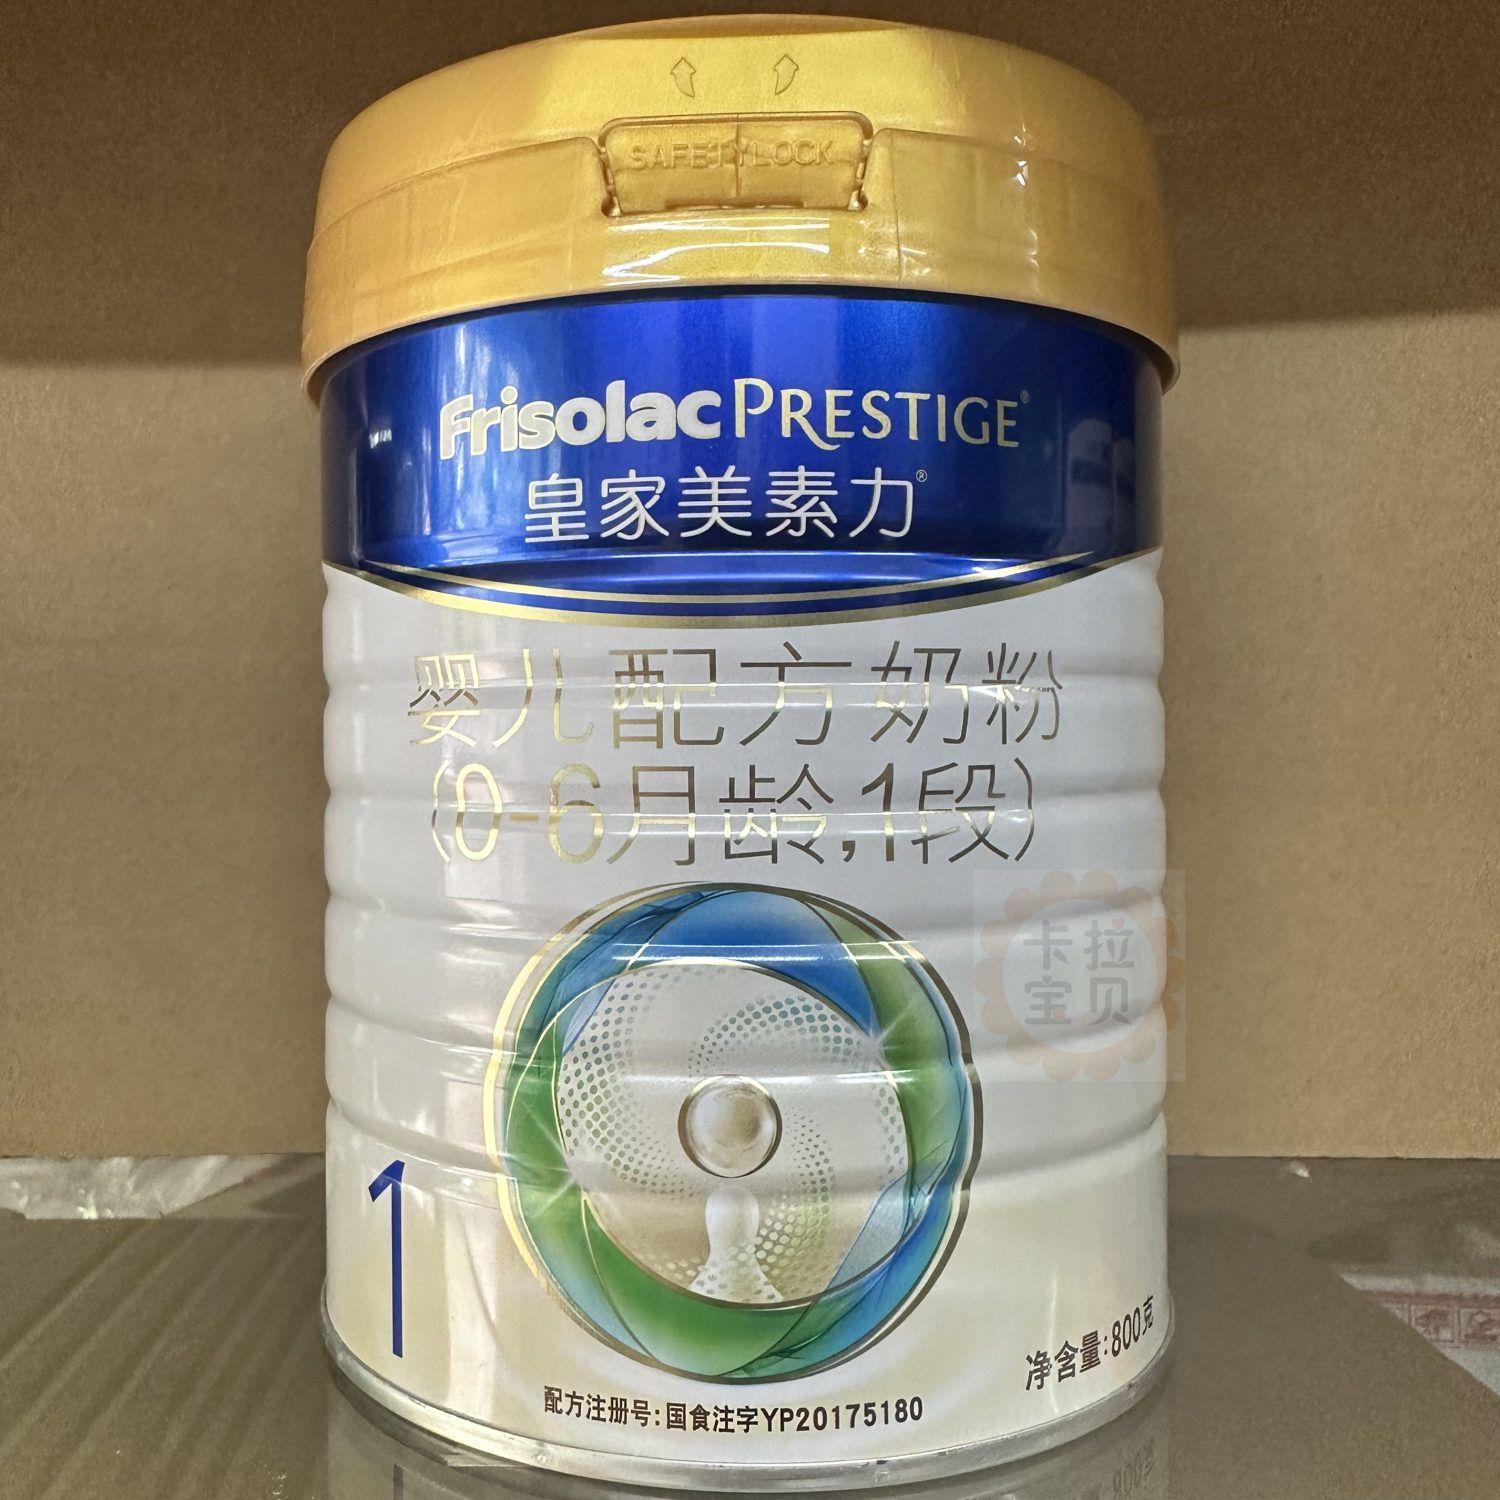 SAFETY LOCK
Frisolac PRESTIGE®
皇家美素力®
婴儿配方奶粉
(0-6月龄,1段)
卡拉
宝贝
1
净含量:800克
配方注册号:国食注字YP20175180